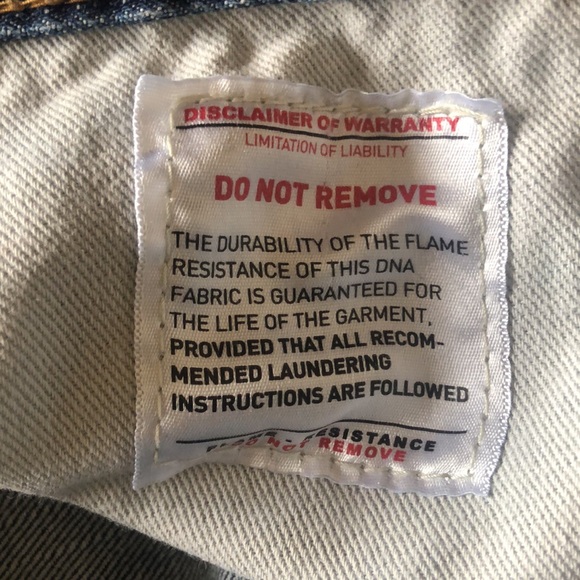 DISCLAIMER OF WARRANTY
LIMITATION OF LIABILITY
DO NOT REMOVE
THE DURABILITY OF THE FLAME
RESISTANCE OF THIS DNA
FABRIC IS GUARANTEED FOR
THE LIFE OF THE GARMENT,
PROVIDED THAT ALL RECOM-
MENDED LAUNDERING
INSTRUCTIONS ARE FOLLOWED
RESISTANCE
NOT REMOVE